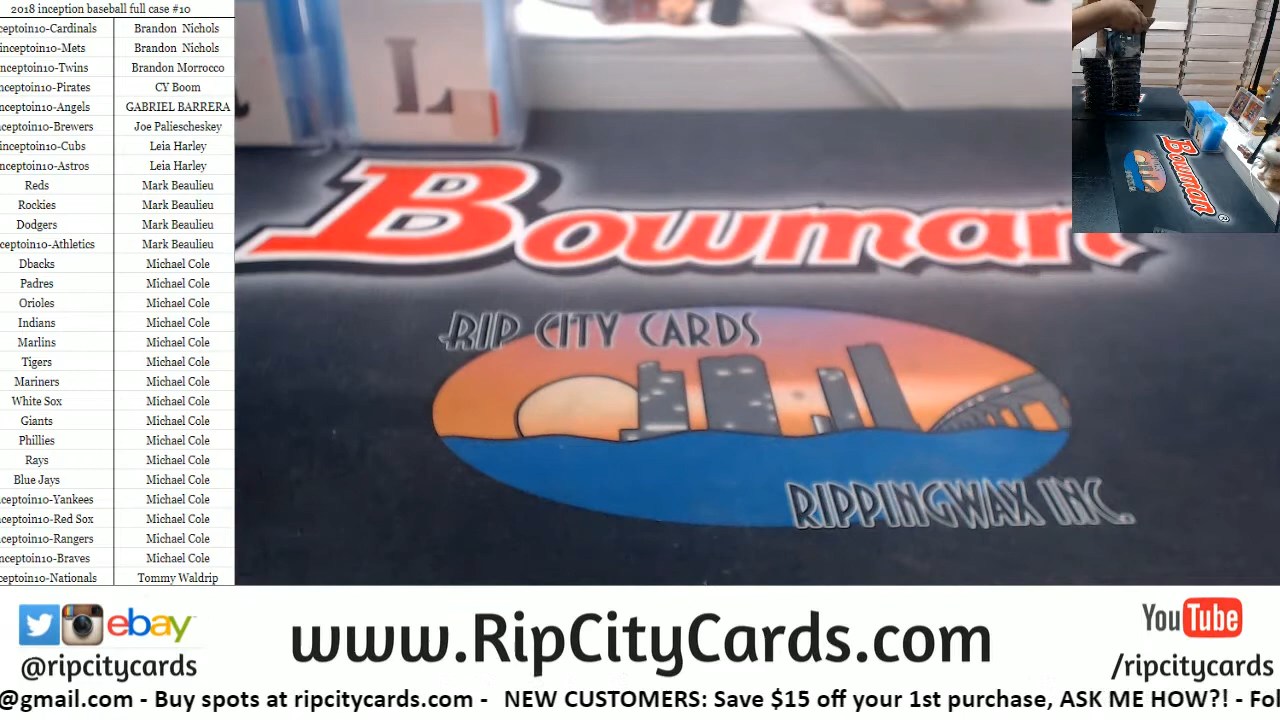 2018 inception baseball full case #10
ceptoin10-Cardinals Brandon Nichols
inceptoin10-Mets Brandon Nichols
nceptoin10-Twins Brandon Morrocco
nceptoin10-Pirates CY Boom
nceptoin10-Angels GABRIEL BARRERA
ceptoin10-Brewers Joe Paliescheskey
inceptoin10-Cubs Leia Harley
nceptoin10-Astros Leia Harley
Reds Mark Beaulieu
Rockies Mark Beaulieu
Dodgers Mark Beaulieu
ceptoin10-Athletics Mark Beaulieu
Dbacks Michael Cole
Padres Michael Cole
Orioles Michael Cole
Indians Michael Cole
Marlins Michael Cole
Tigers Michael Cole
Mariners Michael Cole
White Sox Michael Cole
Giants Michael Cole
Phillies Michael Cole
Rays Michael Cole
Blue Jays Michael Cole
ceptoin10-Yankees Michael Cole
nceptoin10-Red Sox Michael Cole
nceptoin10-Rangers Michael Cole
nceptoin10-Braves Michael Cole
ceptoin10-Nationals Tommy Waldrip
L
Bowman
RIP CITY CARDS
RIPPINGWAX INC.
Bowman
ebay
@ripcitycards
www.RipCityCards.com
YouTube
/ripcitycards
@gmail.com - Buy spots at ripcitycards.com - NEW CUSTOMERS: Save $15 off your 1st purchase, ASK ME HOW?! - Fol